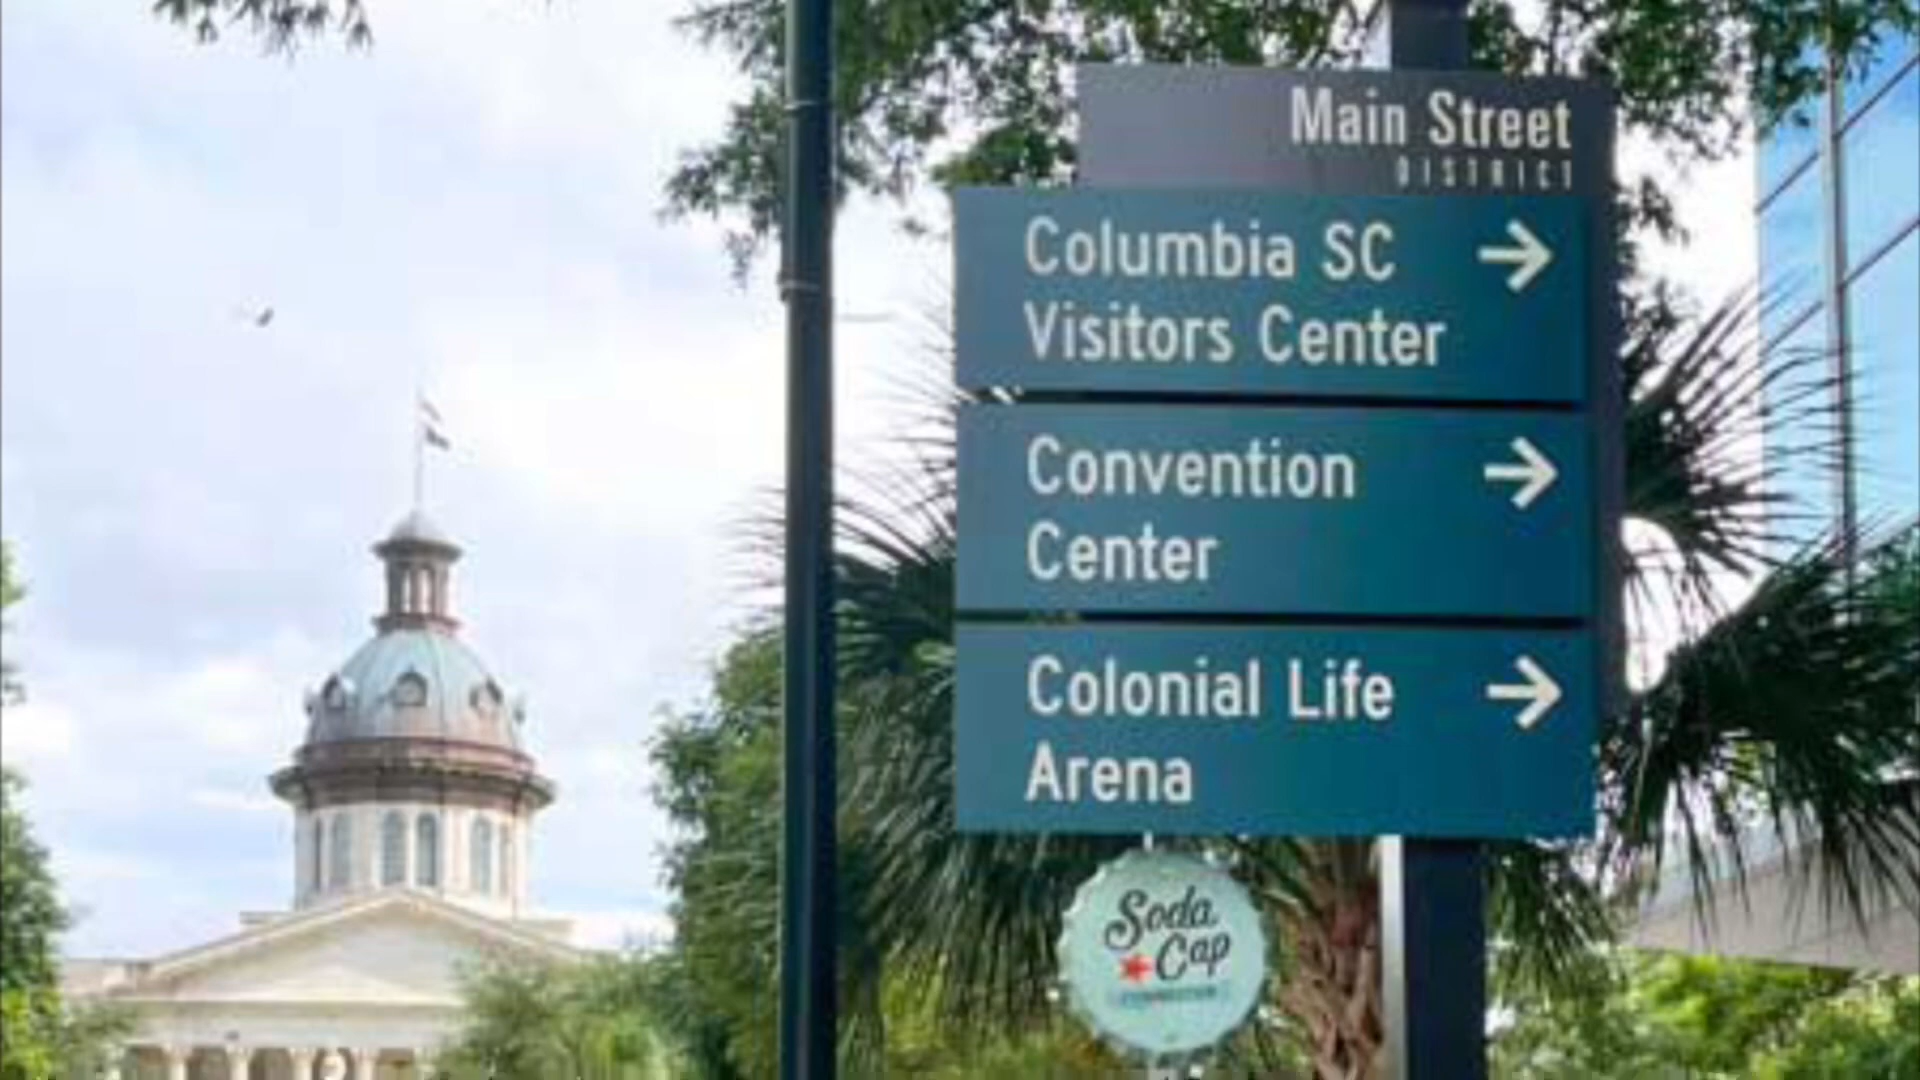 Main Street
DISTRICT
Columbia SC
Visitors Center
Convention
Center
Colonial Life
Arena
Soda
Cap